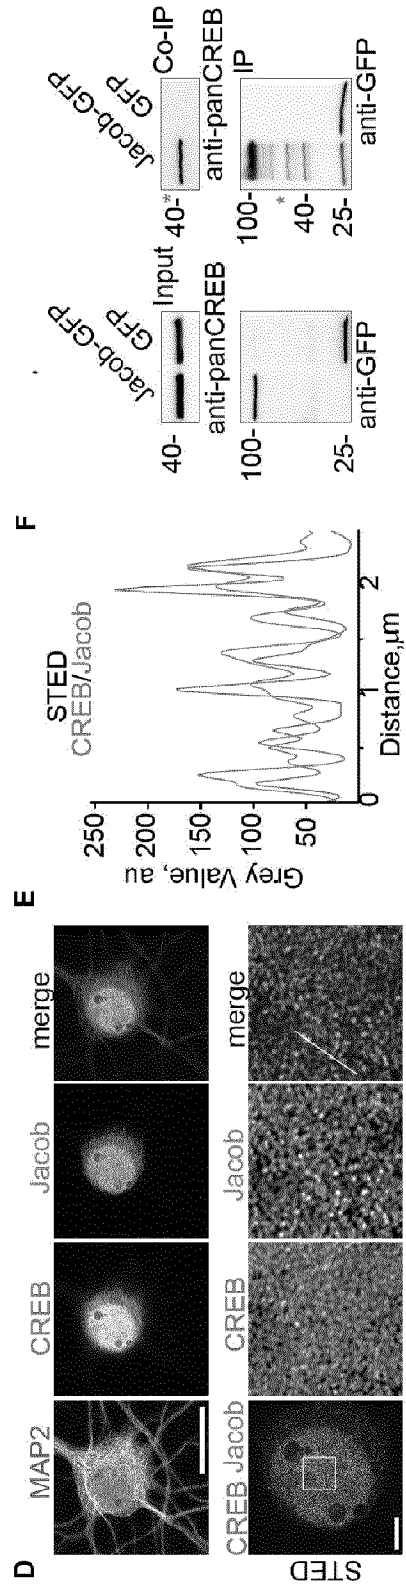 D
MAP2 CREB Jacob merge
STED
CREB Jacob CREB Jacob merge
E
STED
CREB/Jacob
Grey Value, au
250
200
150
100
50
0 1 2
Distance,µm
F
Jacob-GFP
GFP
Input
40-
anti-panCREB
100-
25-
anti-GFP
Jacob-GFP
GFP
Co-IP
40-*
anti-panCREB
IP
100-
*
40-
25-
anti-GFP